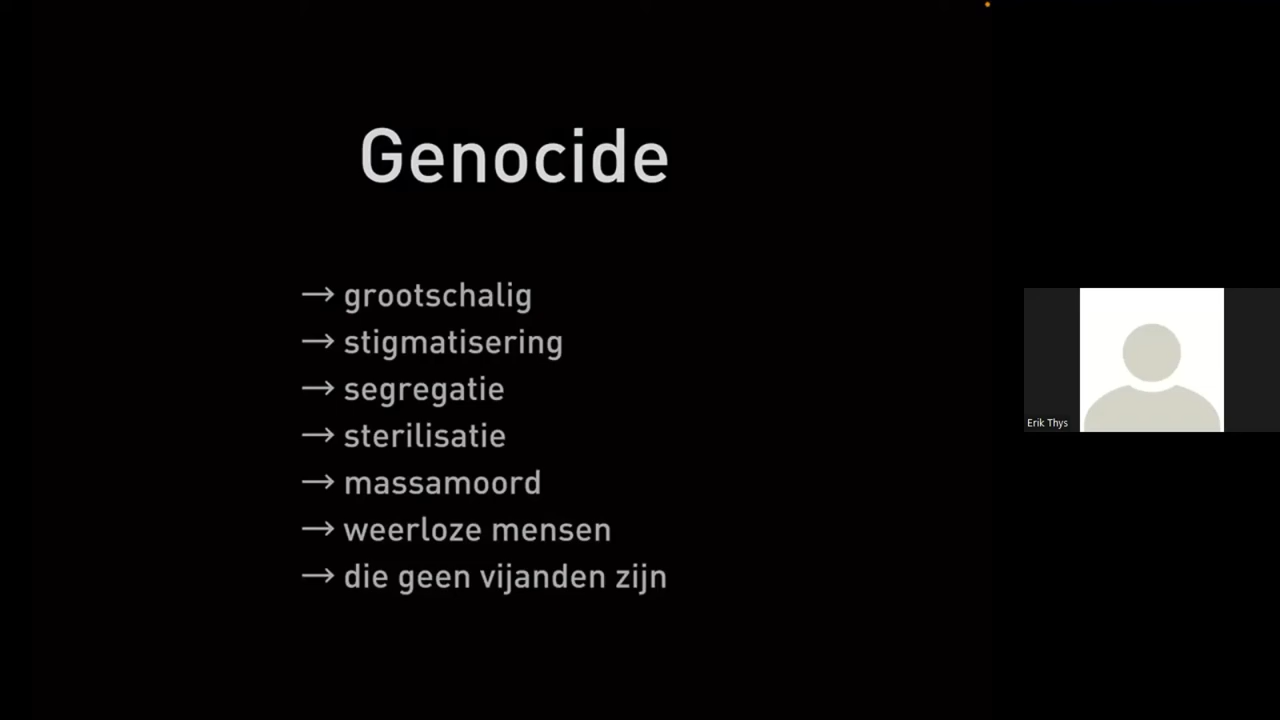 Genocide
→ grootschalig
→ stigmatisering
→ segregatie
→ sterilisatie
→ massamoord
→ weerloze mensen
→ die geen vijanden zijn
Erik Thys